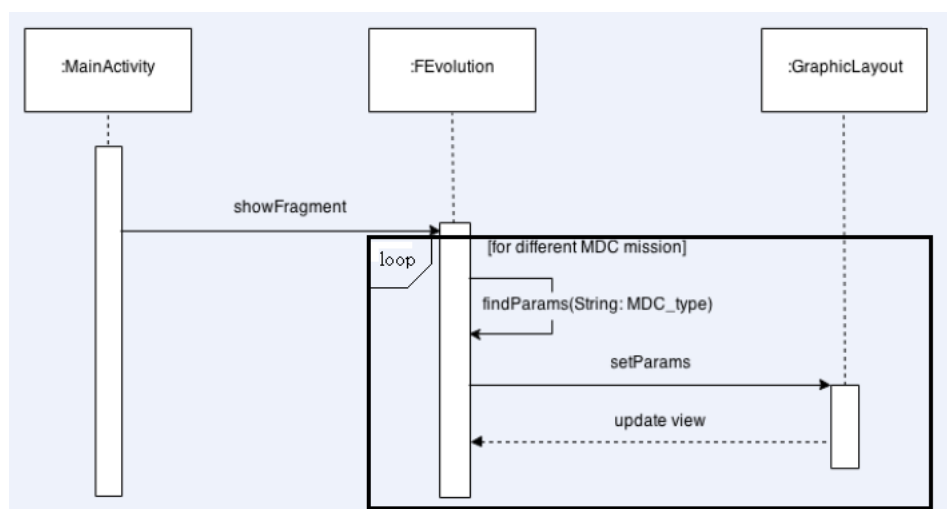 :MainActivity
:FEvolution
:GraphicLayout
showFragment
loop
[for different MDC mission]
findParams(String: MDC_type)
setParams
update view